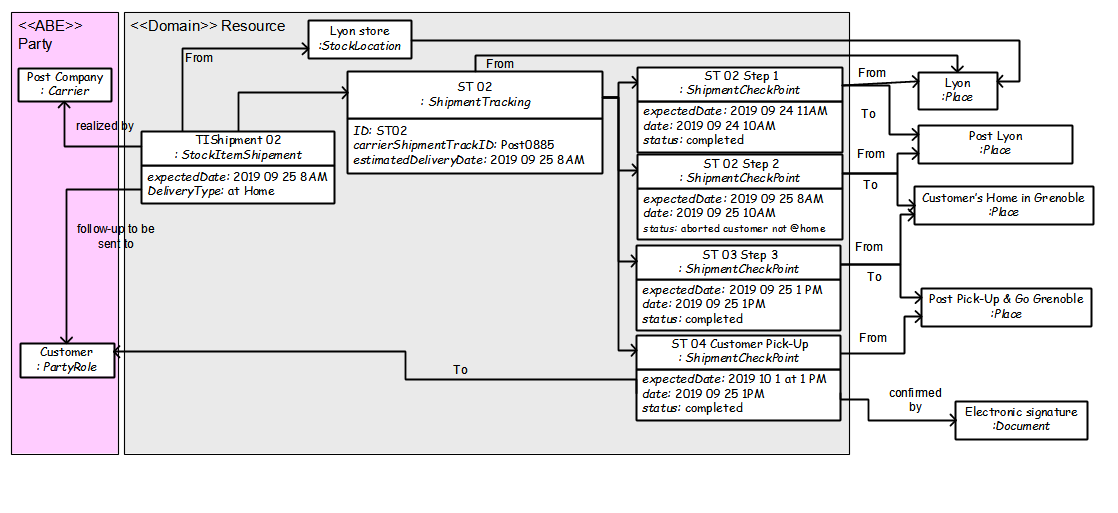 <<ABE>>
Party
<<Domain>> Resource
Lyon store
:StockLocation
From
From
Post Company
: Carrier
realized by
TIShipment 02
: StockItemShipement
expectedDate: 2019 09 25 8AM
DeliveryType: at Home
follow-up to be
sent to
Customer
: PartyRole
ST 02
: ShipmentTracking
ID: ST02
carrierShipmentTrackID: Post0885
estimatedDeliveryDate: 2019 09 25 8AM
ST 02 Step 1
: ShipmentCheckPoint
expectedDate: 2019 09 24 11AM
date: 2019 09 24 10AM
status: completed
ST 02 Step 2
: ShipmentCheckPoint
expectedDate: 2019 09 25 8AM
date: 2019 09 25 10AM
status: aborted customer not @home
ST 03 Step 3
: ShipmentCheckPoint
expectedDate: 2019 09 25 1 PM
date: 2019 09 25 1PM
status: completed
ST 04 Customer Pick-Up
: ShipmentCheckPoint
expectedDate: 2019 10 1 at 1 PM
date: 2019 09 25 1PM
status: completed
To
From
To
From
To
From
To
From
confirmed
by
Lyon
:Place
Post Lyon
:Place
Customer's Home in Grenoble
:Place
Post Pick-Up & Go Grenoble
:Place
Electronic signature
:Document